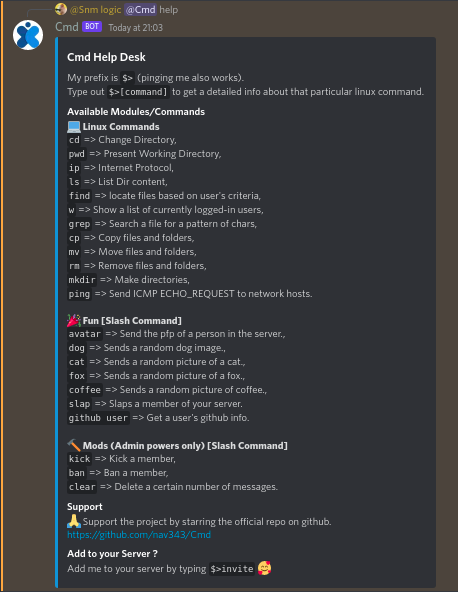 @Snm logic @Cmd help
Cmd BOT Today at 21:03
Cmd Help Desk
My prefix is $> (pinging me also works).
Type out $>[command] to get a detailed info about that particular linux command.
Available Modules/Commands
Linux Commands
cd => Change Directory,
pwd => Present Working Directory,
ip => Internet Protocol,
ls => List Dir content,
find => locate files based on user's criteria,
w => Show a list of currently logged-in users,
grep => Search a file for a pattern of chars,
cp => Copy files and folders,
mv => Move files and folders,
rm => Remove files and folders,
mkdir => Make directories,
ping => Send ICMP ECHO_REQUEST to network hosts.
Fun [Slash Command]
avatar => Send the pfp of a person in the server.,
dog => Sends a random dog image.,
cat => Sends a random picture of a cat.,
fox => Sends a random picture of a fox.,
coffee => Sends a random picture of coffee.,
slap => Slaps a member of your server.
github user => Get a user's github info.
Mods (Admin powers only) [Slash Command]
kick => Kick a member,
ban => Ban a member,
clear => Delete a certain number of messages.
Support
Support the project by starring the official repo on github.
https://github.com/nav343/Cmd
Add to your Server ?
Add me to your server by typing $>invite